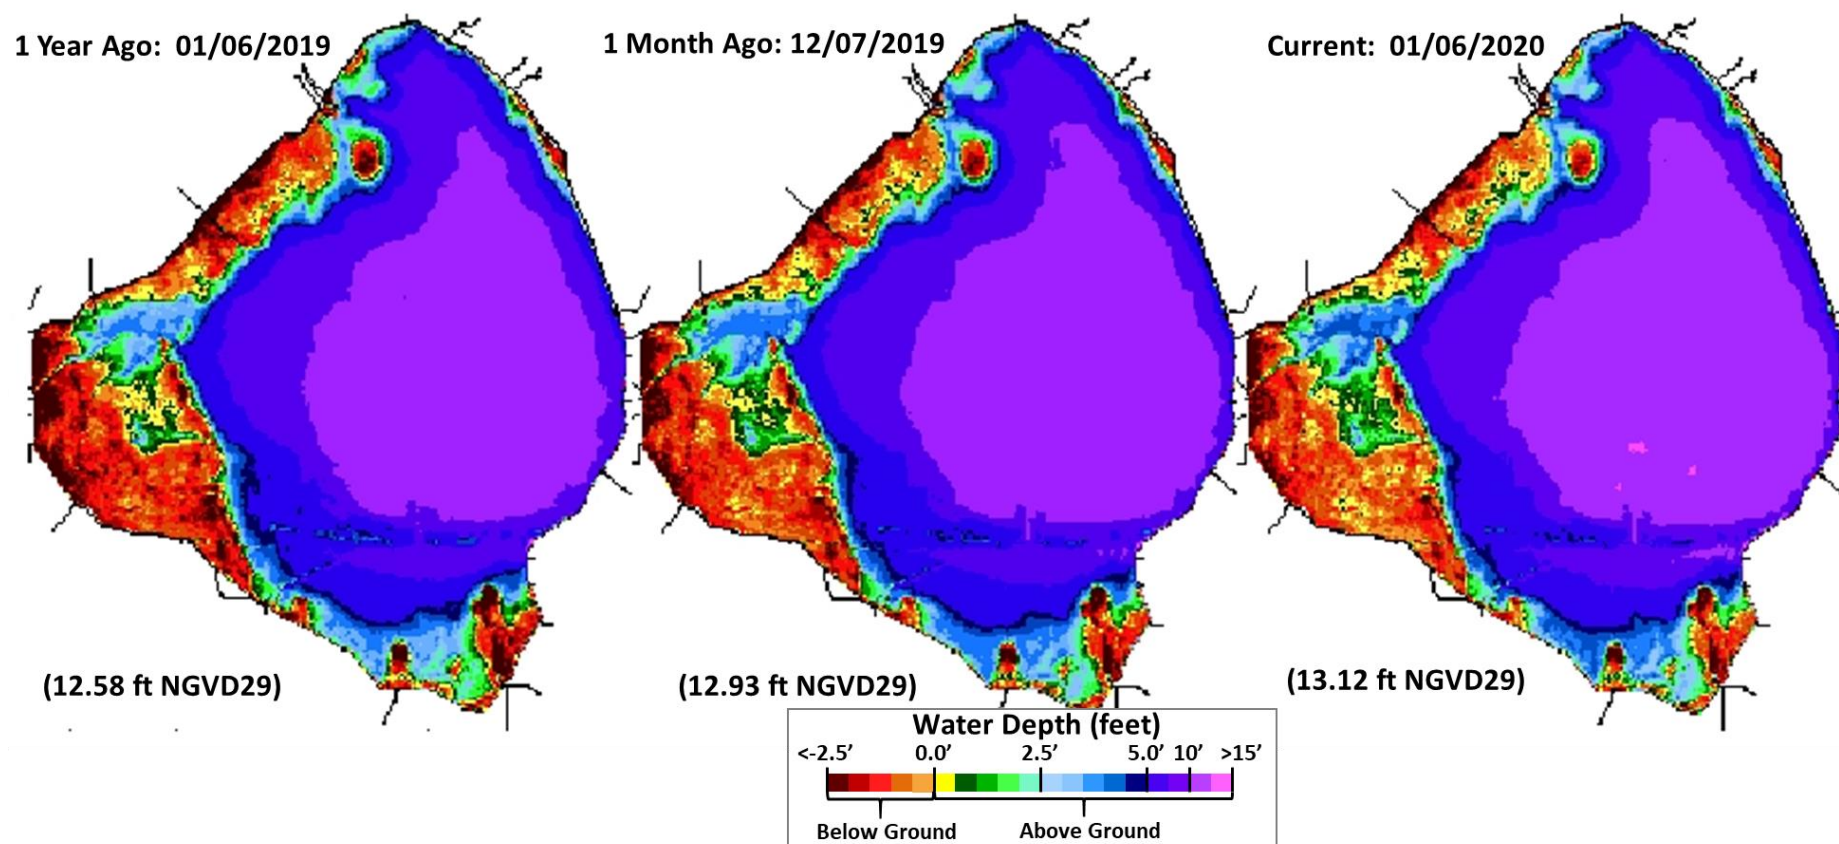 1 Year Ago: 01/06/2019
1 Month Ago: 12/07/2019
Current: 01/06/2020
(12.58 ft NGVD29)
(12.93 ft NGVD29)
(13.12 ft NGVD29)
Water Depth (feet)
<-2.5’ 0.0’ 2.5’ 5.0’ 10’ >15’
Below Ground Above Ground